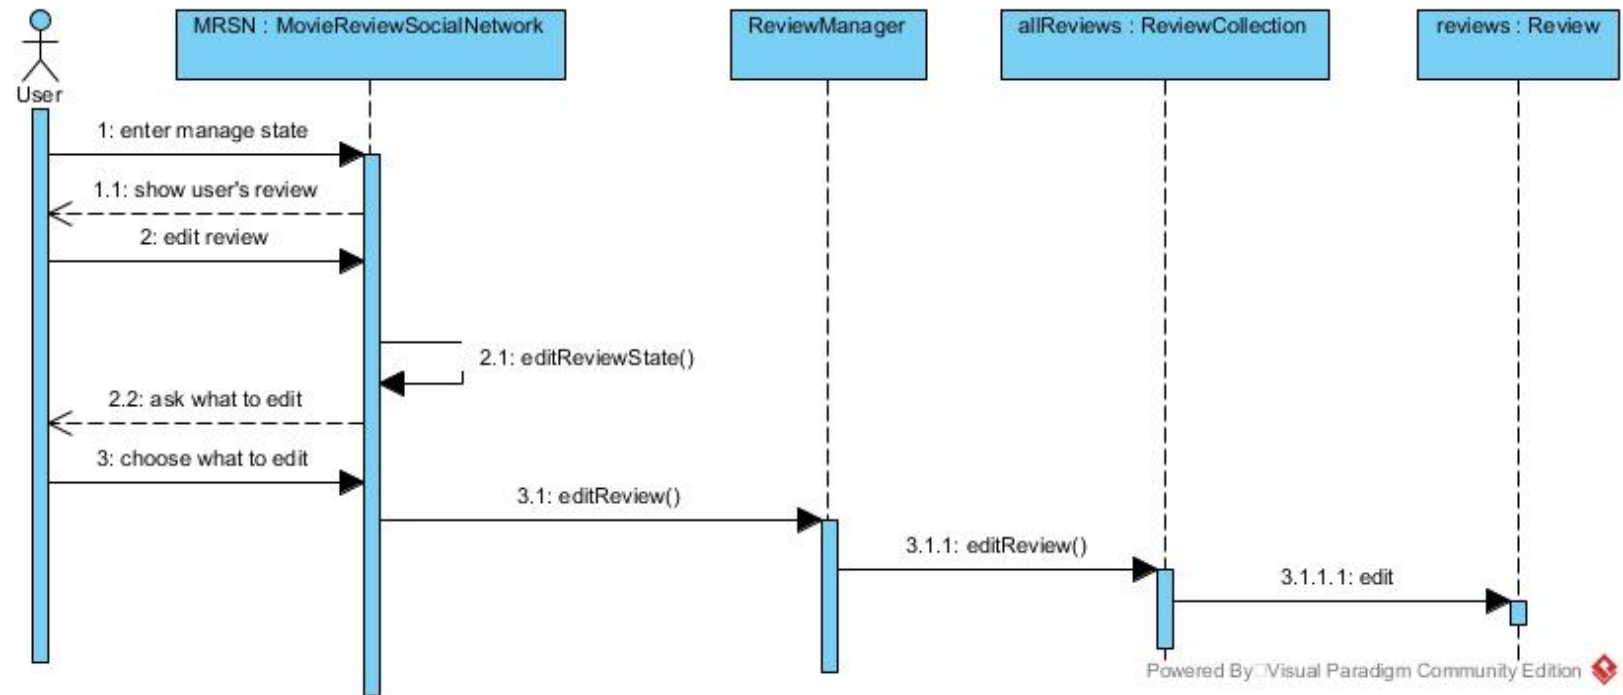 MRSN : MovieReviewSocialNetwork
ReviewManager
allReviews : ReviewCollection
reviews : Review
User
1: enter manage state
1.1: show user's review
2: edit review
2.1: editReviewState()
2.2: ask what to edit
3: choose what to edit
3.1: editReview()
3.1.1: editReview()
3.1.1.1: edit
Powered By Visual Paradigm Community Edition